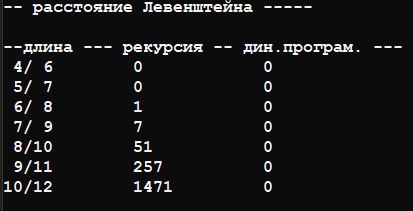 -- расстояние Левенштейна -----
--длина --- рекурсия -- дин.програм. ---
4/ 6 0 0
5/ 7 0 0
6/ 8 1 0
7/ 9 7 0
8/10 51 0
9/11 257 0
10/12 1471 0